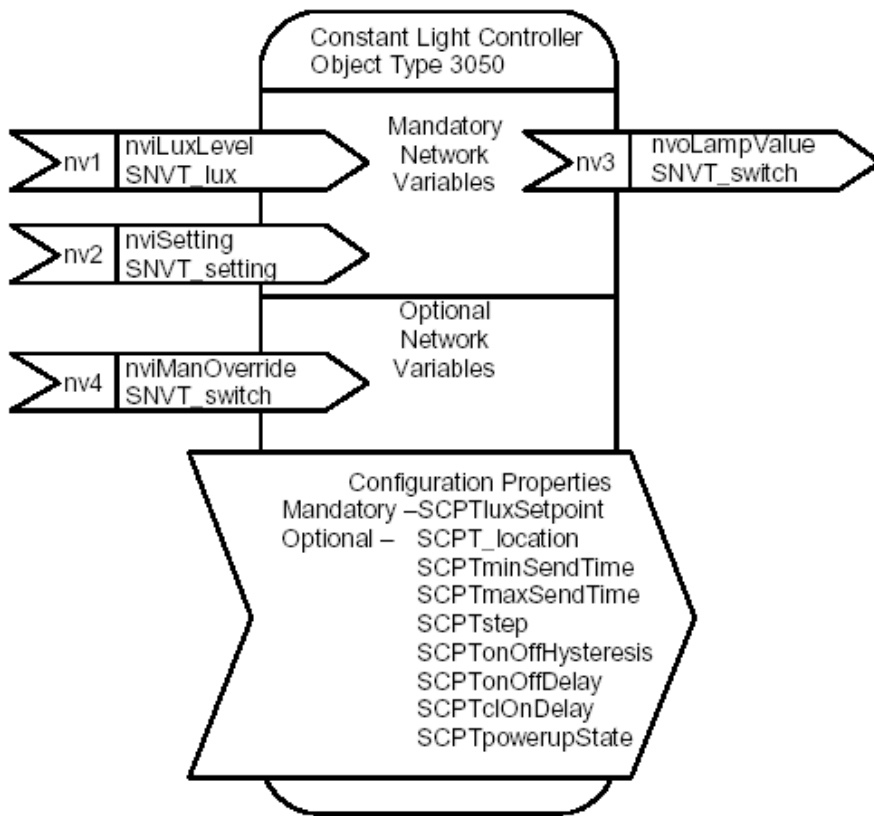 Constant Light Controller
Object Type 3050
Mandatory
Network
Variables
nv1
nviLuxLevel
SNVT_lux
nv3
nvoLampValue
SNVT_switch
nv2
nviSetting
SNVT_setting
Optional
Network
Variables
nv4
nviManOverride
SNVT_switch
Configuration Properties
Mandatory –SCPTluxSetpoint
Optional – SCPT_location
SCPTminSendTime
SCPTmaxSendTime
SCPTstep
SCPTonOffHysteresis
SCPTonOffDelay
SCPTclOnDelay
SCPTpowerupState